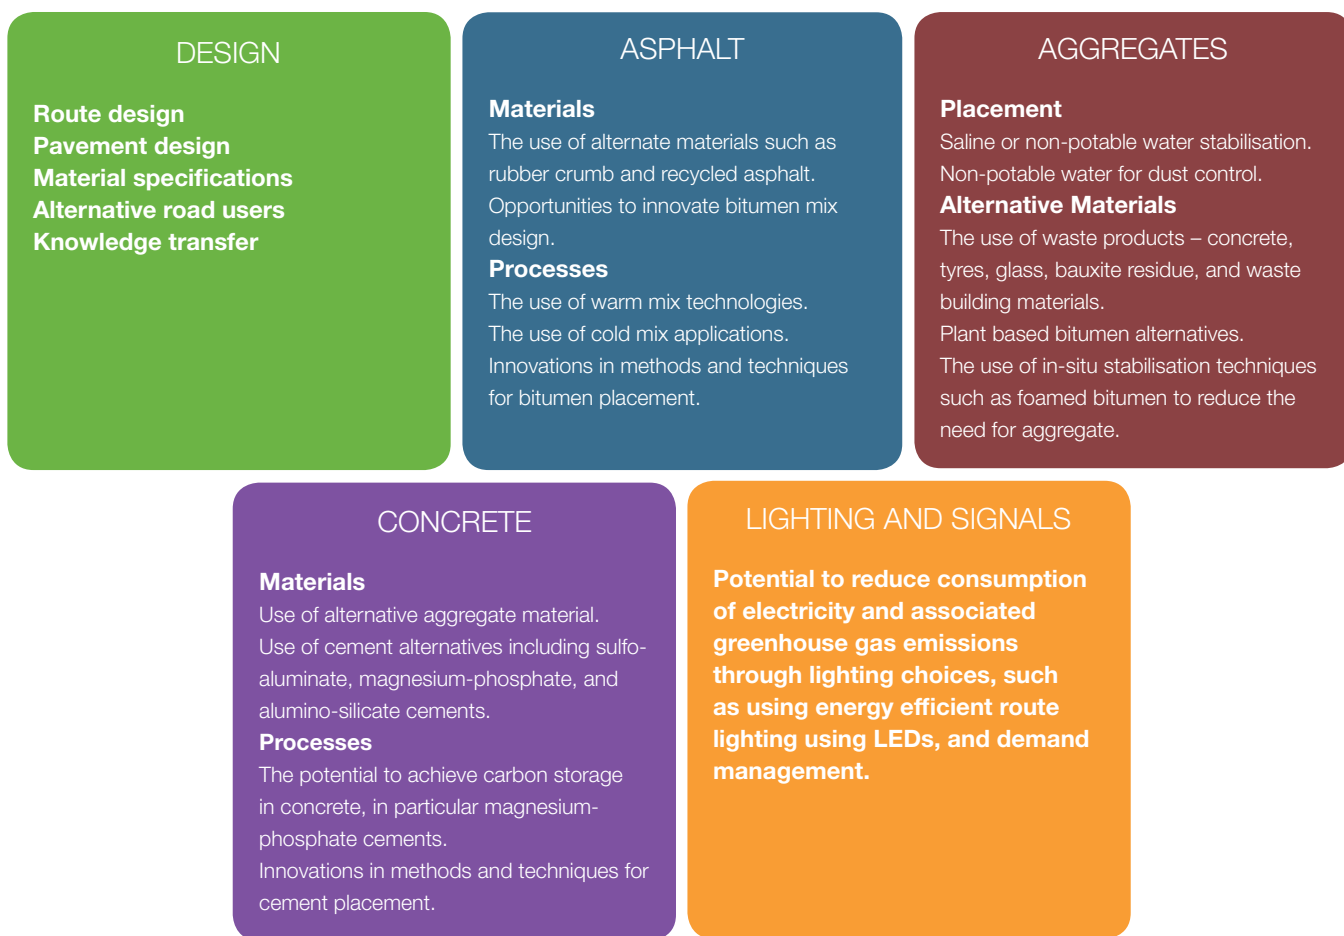 DESIGN
Route design
Pavement design
Material specifications
Alternative road users
Knowledge transfer
ASPHALT
Materials
The use of alternate materials such as
rubber crumb and recycled asphalt.
Opportunities to innovate bitumen mix
design.
Processes
The use of warm mix technologies.
The use of cold mix applications.
Innovations in methods and techniques
for bitumen placement.
AGGREGATES
Placement
Saline or non-potable water stabilisation.
Non-potable water for dust control.
Alternative Materials
The use of waste products – concrete,
tyres, glass, bauxite residue, and waste
building materials.
Plant based bitumen alternatives.
The use of in-situ stabilisation techniques
such as foamed bitumen to reduce the
need for aggregate.
CONCRETE
Materials
Use of alternative aggregate material.
Use of cement alternatives including sulfo-
aluminate, magnesium-phosphate, and
alumino-silicate cements.
Processes
The potential to achieve carbon storage
in concrete, in particular magnesium-
phosphate cements.
Innovations in methods and techniques for
cement placement.
LIGHTING AND SIGNALS
Potential to reduce consumption
of electricity and associated
greenhouse gas emissions
through lighting choices, such
as using energy efficient route
lighting using LEDs, and demand
management.